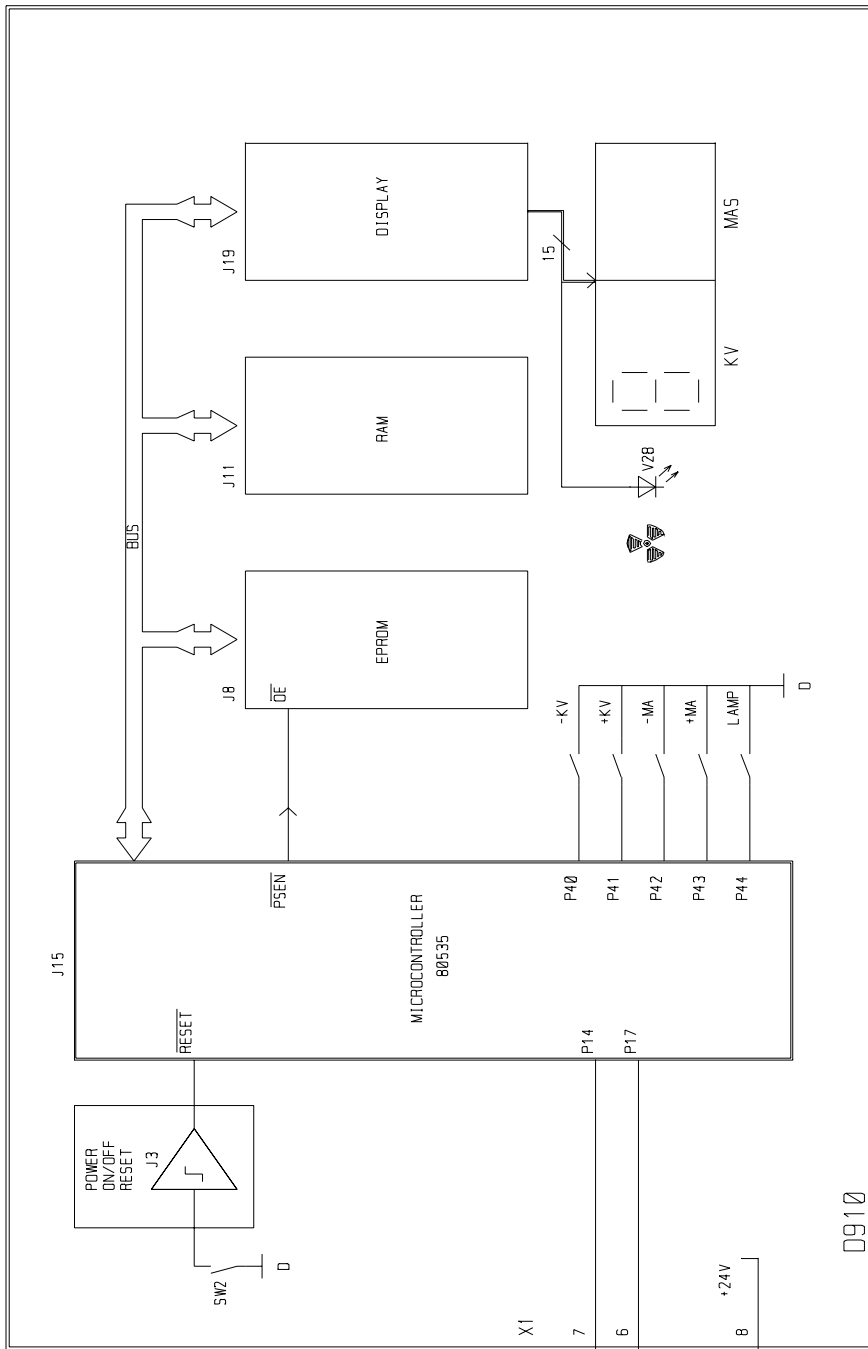 J15
J3
POWER
ON/OFF
RESET
SW2
D
RESET
MICROCONTROLLER
80535
PSEN
P14
P17
P40
P41
P42
P43
P44
BUS
J8
OE
EPROM
J11
RAM
J19
DISPLAY
15
-KV
+KV
-MA
+MA
LAMP
D
V28
KV
MAS
X1
7
6
+24V
8
D910